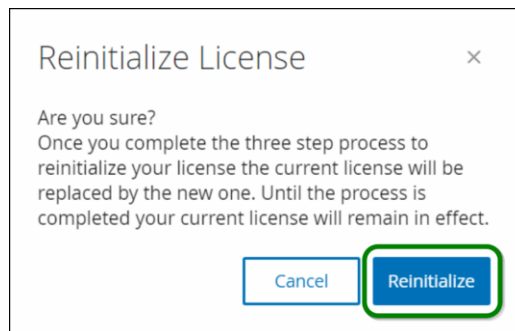 Reinitialize License
Are you sure?
Once you complete the three step process to
reinitialize your license the current license will be
replaced by the new one. Until the process is
completed your current license will remain in effect.
Cancel
Reinitialize